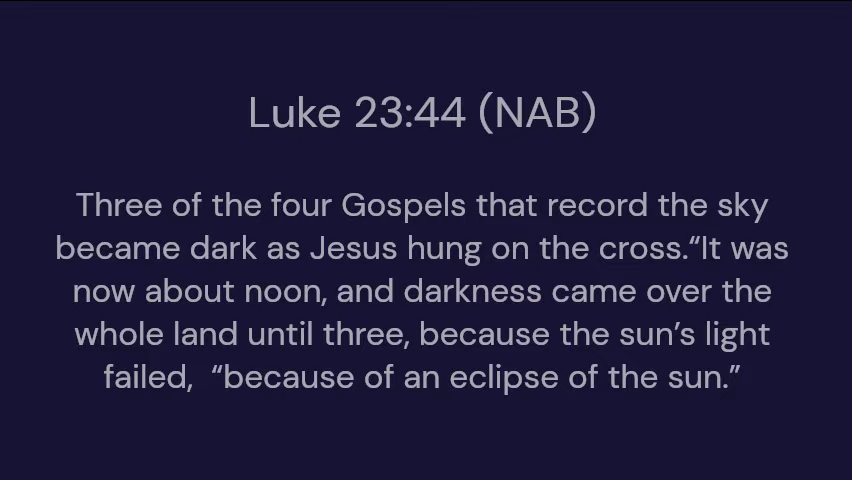 Luke 23:44 (NAB)
Three of the four Gospels that record the sky
became dark as Jesus hung on the cross.“It was
now about noon, and darkness came over the
whole land until three, because the sun’s light
failed,  “because of an eclipse of the sun.”